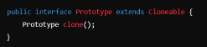 public interface Prototype extends Cloneable {
Prototype clone();
}